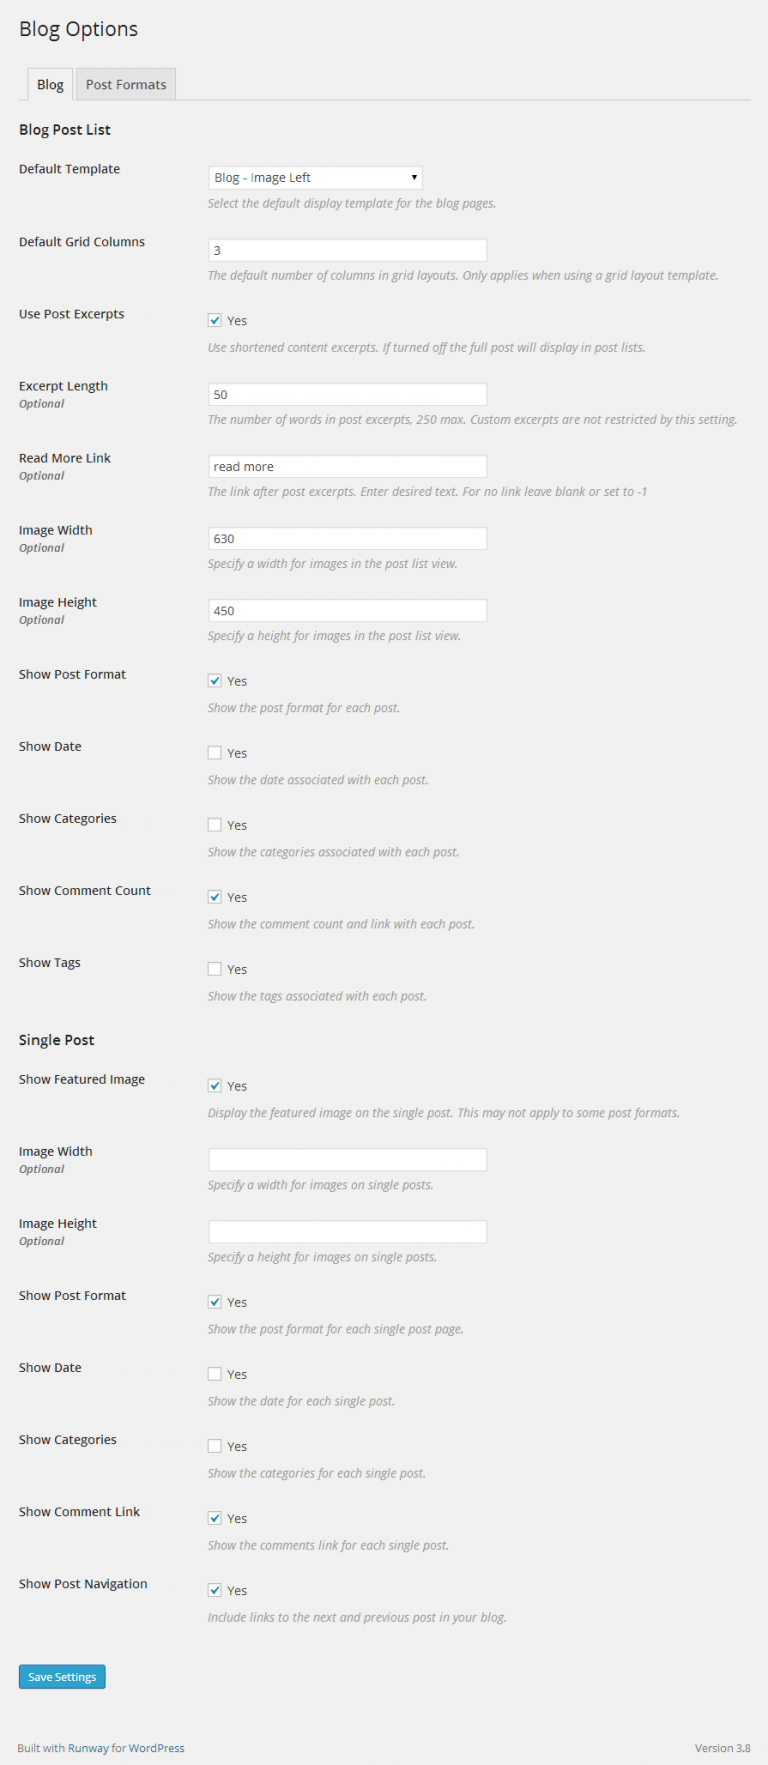 Blog Options
Blog
Post Formats
Blog Post List
Default Template
Blog - Image Left
Select the default display template for the blog pages.
Default Grid Columns
3
The default number of columns in grid layouts. Only applies when using a grid layout template.
Use Post Excerpts
Yes
Use shortened content excerpts. If turned off the full post will display in post lists.
Excerpt Length
Optional
50
The number of words in post excerpts, 250 max. Custom excerpts are not restricted by this setting.
Read More Link
Optional
read more
The link after post excerpts. Enter desired text. For no link leave blank or set to -1
Image Width
Optional
630
Specify a width for images in the post list view.
Image Height
Optional
450
Specify a height for images in the post list view.
Show Post Format
Yes
Show the post format for each post.
Show Date
Yes
Show the date associated with each post.
Show Categories
Yes
Show the categories associated with each post.
Show Comment Count
Yes
Show the comment count and link with each post.
Show Tags
Yes
Show the tags associated with each post.
Single Post
Show Featured Image
Yes
Display the featured image on the single post. This may not apply to some post formats.
Image Width
Optional
Specify a width for images on single posts.
Image Height
Optional
Specify a height for images on single posts.
Show Post Format
Yes
Show the post format for each single post page.
Show Date
Yes
Show the date for each single post.
Show Categories
Yes
Show the categories for each single post.
Show Comment Link
Yes
Show the comments link for each single post.
Show Post Navigation
Yes
Include links to the next and previous post in your blog.
Save Settings
Built with Runway for WordPress
Version 3.8